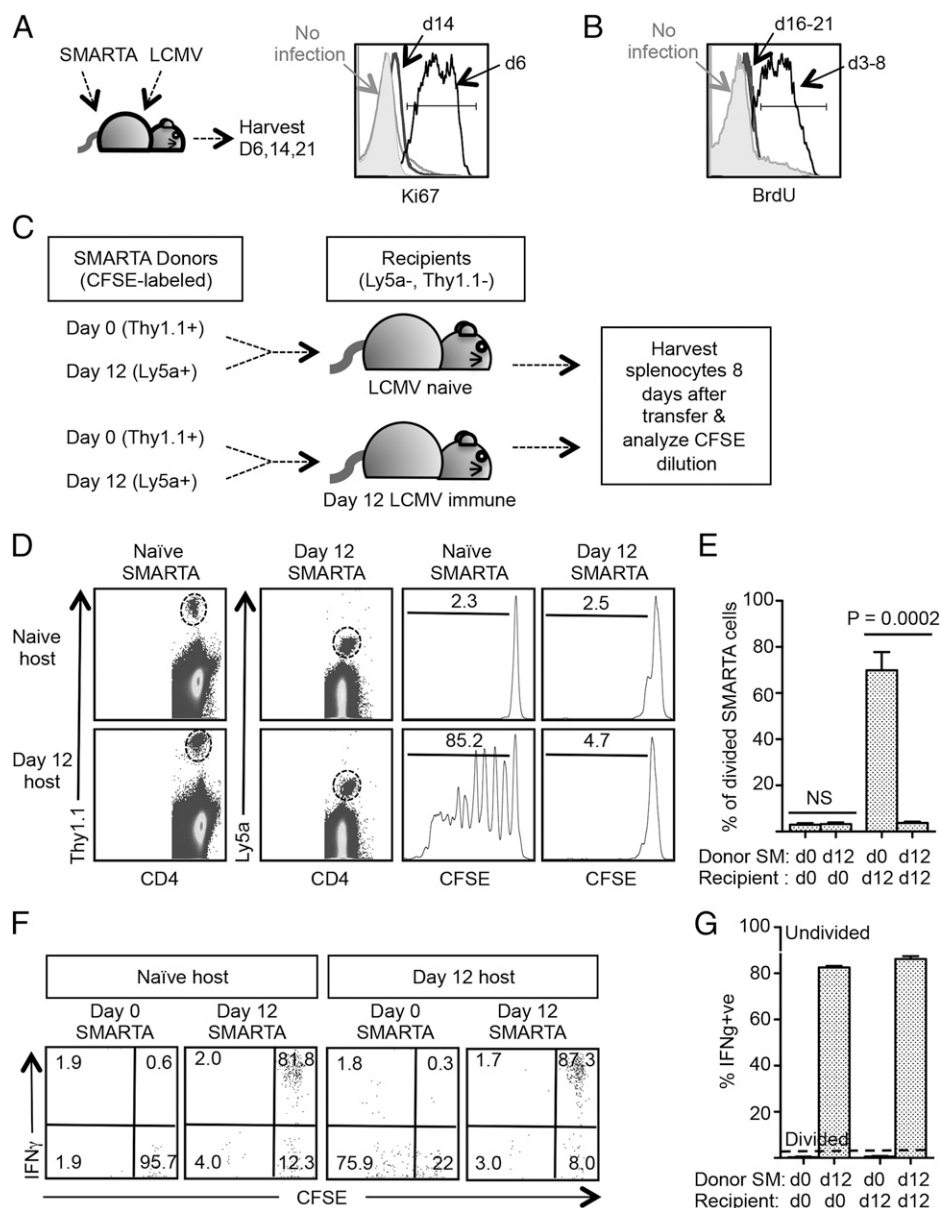 A
SMARTA LCMV
Harvest
D6,14,21
No
infection
d14
d6
Ki67
B
No
infection
d16-21
d3-8
BrdU
C
SMARTA Donors
(CFSE-labeled)
Recipients
(Ly5a-, Thy1.1-)
Day 0 (Thy1.1+)
Day 12 (Ly5a+)
LCMV naive
Day 0 (Thy1.1+)
Day 12 (Ly5a+)
Day 12 LCMV immune
Harvest
splenocytes 8
days after
transfer &
analyze CFSE
dilution
D
Naïve
SMARTA
Day 12
SMARTA
Naïve
SMARTA
Day 12
SMARTA
Naive
host
2.3
2.5
Day 12
host
85.2
4.7
Thy1.1
Ly5a
CD4
CD4
CFSE
CFSE
E
% of divided SMARTA cells
100
80
60
40
20
P = 0.0002
NS
Donor SM: d0 d12 d0 d12
Recipient : d0 d0 d12 d12
F
Naïve host
Day 12 host
Day 0
SMARTA
Day 12
SMARTA
Day 0
SMARTA
Day 12
SMARTA
1.9 0.6 2.0 81.8 1.8 0.3 1.7 87.3
1.9 95.7 4.0 12.3 75.9 22 3.0 8.0
IFNγ
CFSE
G
% IFNg+ve
100
80
60
40
20
Undivided
Divided
Donor SM: d0 d12 d0 d12
Recipient: d0 d0 d12 d12